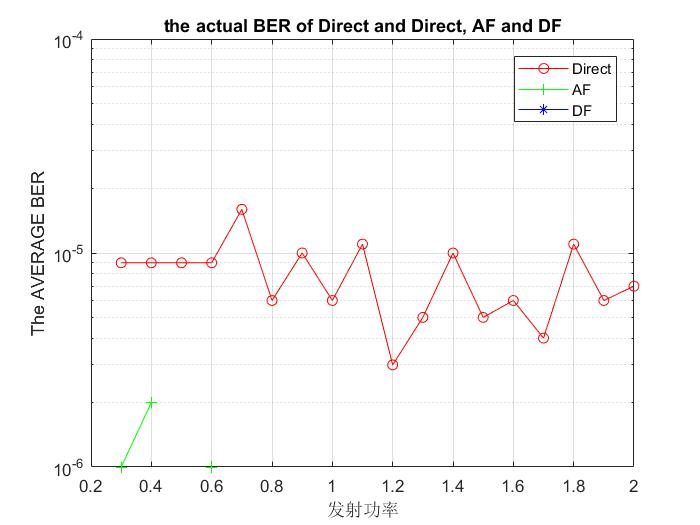 the actual BER of Direct and Direct, AF and DF
10^-4
Direct
AF
DF
The AVERAGE BER
10^-5
10^-6
0.2 0.4 0.6 0.8 1 1.2 1.4 1.6 1.8 2
发射功率